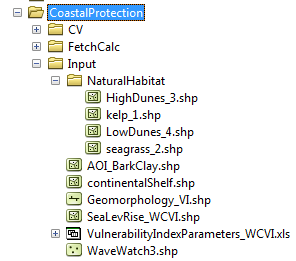 CoastalProtection
CV
FetchCalc
Input
NaturalHabitat
HighDunes_3.shp
kelp_1.shp
LowDunes_4.shp
seagrass_2.shp
AOI_BarkClay.shp
continentalShelf.shp
Geomorphology_VI.shp
SeaLevRise_WCVI.shp
VulnerabilityIndexParameters_WCVI.xls
WaveWatch3.shp